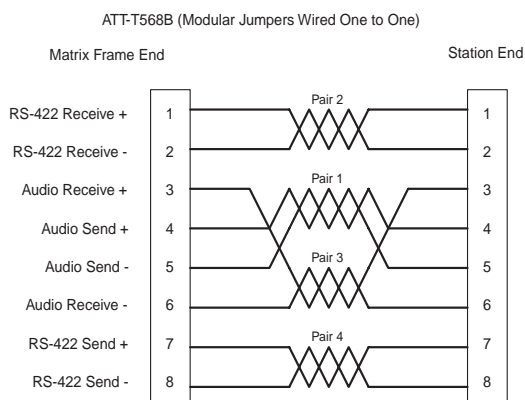 ATT-T568B (Modular Jumpers Wired One to One)
Matrix Frame End
Station End
Pair 2
RS-422 Receive + 1 1
RS-422 Receive - 2 2
Pair 1
Audio Receive + 3 3
Audio Send + 4 4
Pair 3
Audio Send - 5 5
Audio Receive - 6 6
Pair 4
RS-422 Send + 7 7
RS-422 Send - 8 8